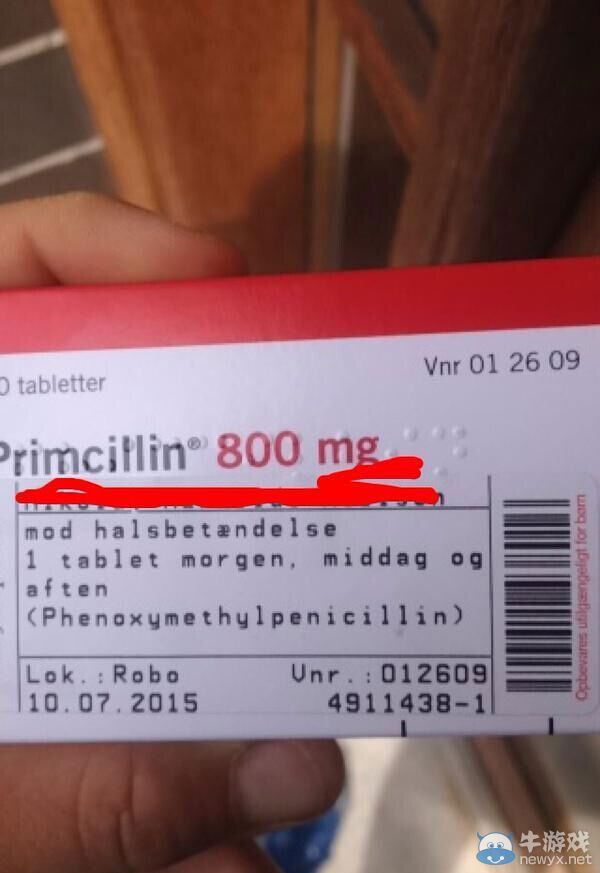 tabletter
Vnr 01 26 09
Primcillin® 800 mg
mod halsbetændelse
1 tablet morgen, middag og
aften
(Phenoxymethylpenicillin)
Lok.:Robo Vnr.:012609
10.07.2015 4911438-1
Opbevares utilgængeligt for børn
牛游戏
newyx.net